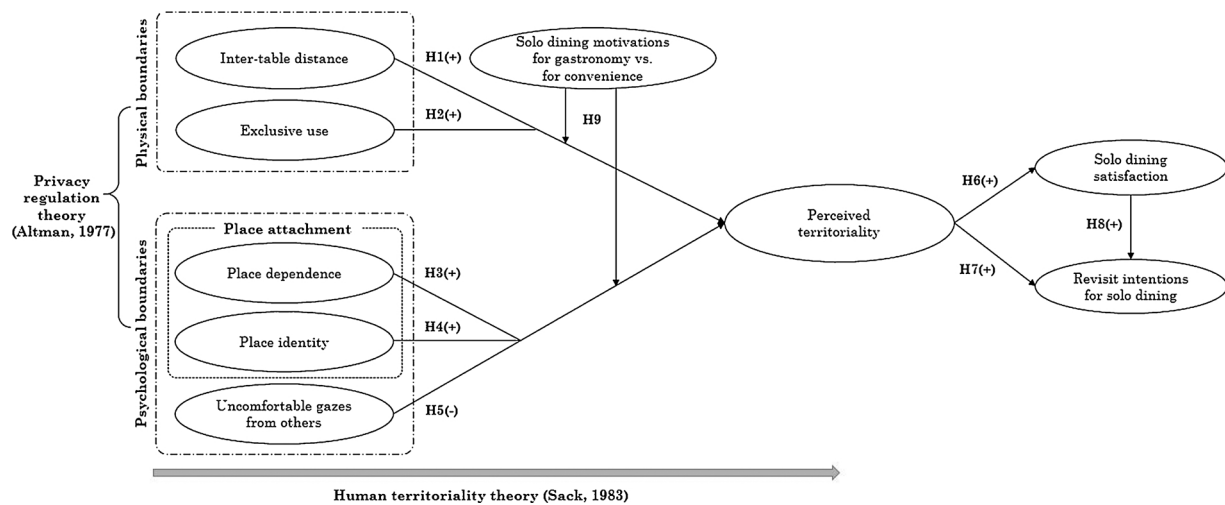 Privacy
regulation
theory
(Altman, 1977)
Physical boundaries
Inter-table distance
Exclusive use
H1(+)
H2(+)
Solo dining motivations
for gastronomy vs.
for convenience
H9
Psychological boundaries
Place attachment
Place dependence
Place identity
Uncomfortable gazes
from others
H3(+)
H4(+)
H5(-)
Perceived
territoriality
H6(+)
H7(+)
Solo dining
satisfaction
H8(+)
Revisit intentions
for solo dining
Human territoriality theory (Sack, 1983)